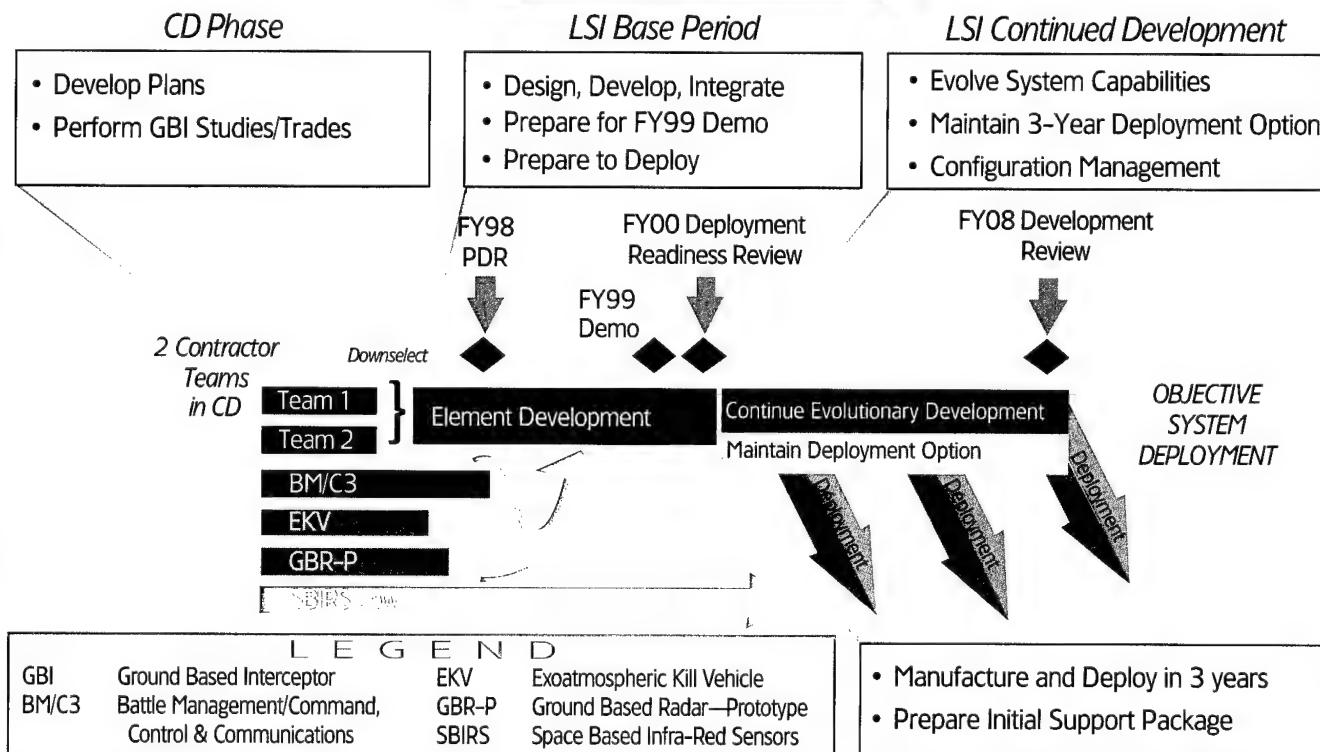 CD Phase
• Develop Plans
• Perform GBI Studies/Trades
LSI Base Period
• Design, Develop, Integrate
• Prepare for FY99 Demo
• Prepare to Deploy
LSI Continued Development
• Evolve System Capabilities
• Maintain 3-Year Deployment Option
• Configuration Management
FY98
PDR
FY00 Deployment
Readiness Review
FY08 Development
Review
FY99
Demo
2 Contractor
Teams
in CD
Downselect
Team 1
Team 2
}
Element Development
Continue Evolutionary Development
Maintain Deployment Option
OBJECTIVE
SYSTEM
DEPLOYMENT
BM/C3
EKV
GBR-P
SBIRS
Deployment
Deployment
Deployment
LEGEND
GBI Ground Based Interceptor
BM/C3 Battle Management/Command,
Control & Communications
EKV Exoatmospheric Kill Vehicle
GBR-P Ground Based Radar—Prototype
SBIRS Space Based Infra-Red Sensors
• Manufacture and Deploy in 3 years
• Prepare Initial Support Package